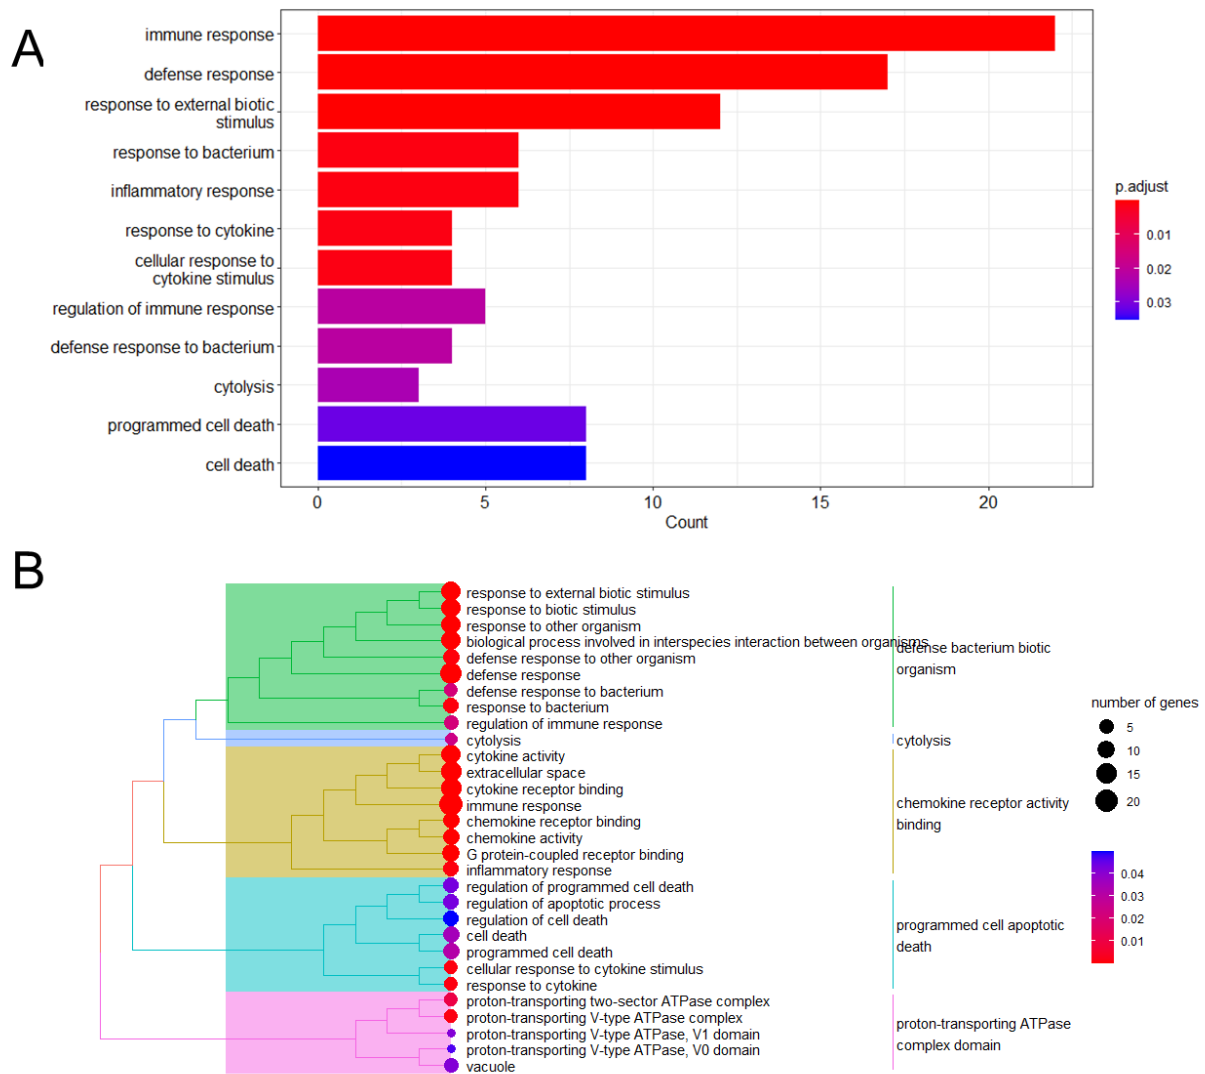 A
immune response
defense response
response to external biotic
stimulus
response to bacterium
inflammatory response
response to cytokine
cellular response to
cytokine stimulus
regulation of immune response
defense response to bacterium
cytolysis
programmed cell death
cell death
0 5 10 15 20
Count
p.adjust
0.01
0.02
0.03
B
response to external biotic stimulus
response to biotic stimulus
response to other organism
biological process involved in interspecies interaction between organisms
defense response to other organism
defense response
defense response to bacterium
response to bacterium
regulation of immune response
cytolysis
cytokine activity
extracellular space
cytokine receptor binding
immune response
chemokine receptor binding
chemokine activity
G protein-coupled receptor binding
inflammatory response
regulation of programmed cell death
regulation of apoptotic process
regulation of cell death
cell death
programmed cell death
cellular response to cytokine stimulus
response to cytokine
proton-transporting two-sector ATPase complex
proton-transporting V-type ATPase complex
proton-transporting V-type ATPase, V1 domain
proton-transporting V-type ATPase, V0 domain
vacuole
defense bacterium biotic
organism
cytolysis
chemokine receptor activity
binding
programmed cell apoptotic
death
proton-transporting ATPase
complex domain
number of genes
5
10
15
20
0.04
0.03
0.02
0.01